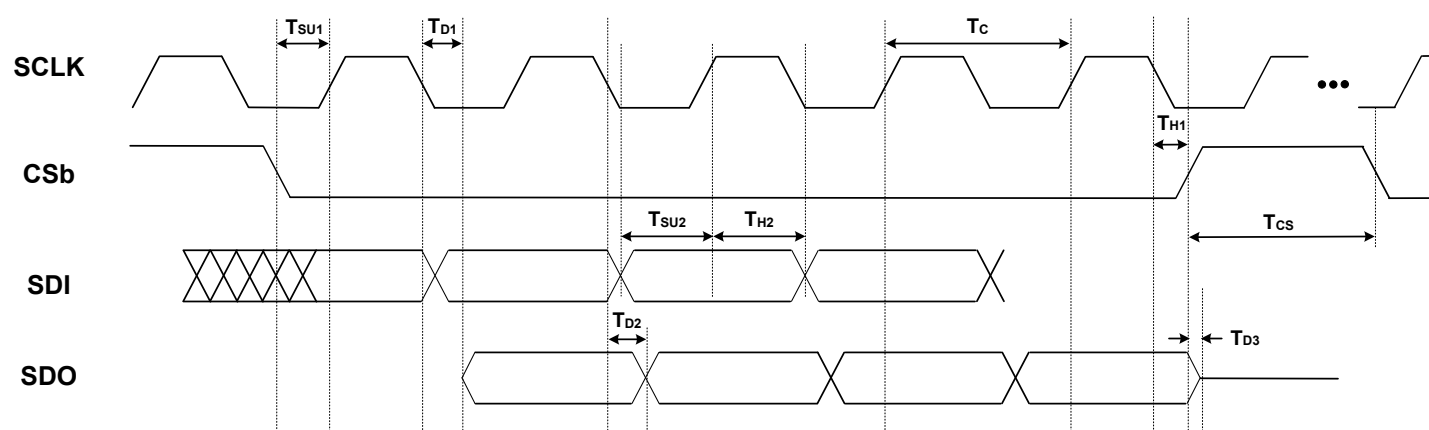 TSU1
TD1
TC
SCLK
•••
TH1
CSb
TSU2
TH2
TCS
SDI
TD2
TD3
SDO